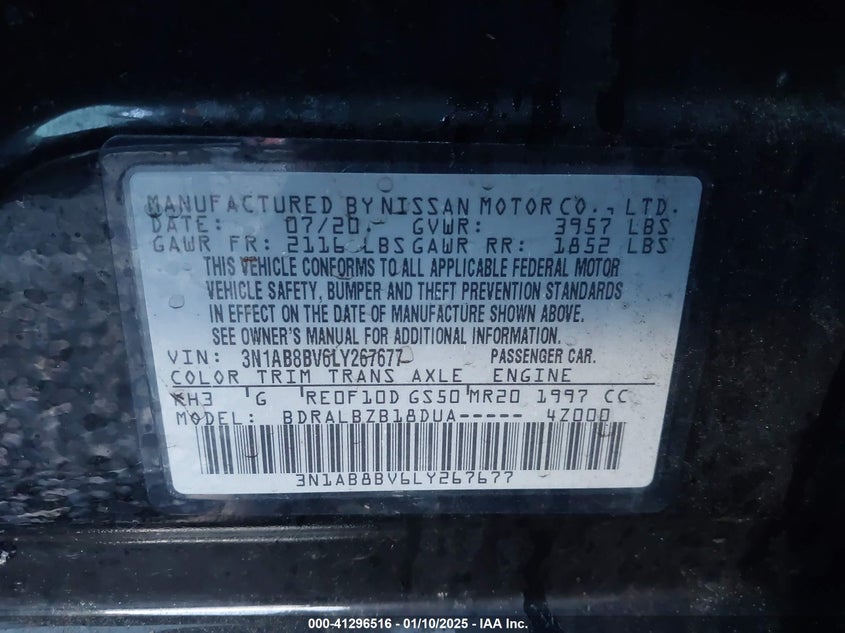 MANUFACTURED BY NISSAN MOTOR CO., LTD.
DATE: 07/20 GVWR: 3957 LBS
GAWR FR: 2116 LBS GAWR RR: 1852 LBS
THIS VEHICLE CONFORMS TO ALL APPLICABLE FEDERAL MOTOR
VEHICLE SAFETY, BUMPER AND THEFT PREVENTION STANDARDS
IN EFFECT ON THE DATE OF MANUFACTURE SHOWN ABOVE.
SEE OWNER'S MANUAL FOR ADDITIONAL INFORMATION.
VIN: 3N1AB8BV6LY267677 PASSENGER CAR.
COLOR TRIM TRANS AXLE ENGINE
KH3 G RE0F10D GS50 MR20 1997 CC
MODEL: BDRALBZB18DUA----- 4Z000
3N1AB8BV6LY267677
000-41296516 - 01/10/2025 - IAA Inc.